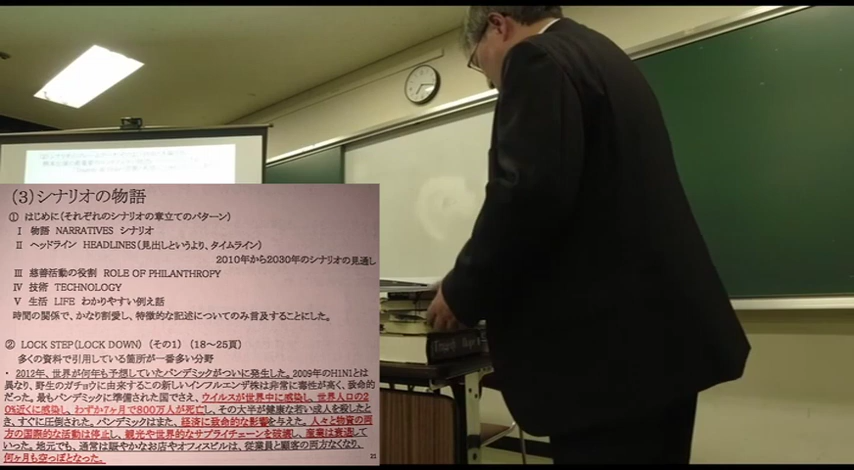 (3)シナリオの物語
① はじめに(それぞれのシナリオの章立てのパターン)
Ⅰ 物語 NARRATIVES シナリオ
Ⅱ ヘッドライン HEADLINES(見出しというより、タイムライン)
2010年から2030年のシナリオの見通し
Ⅲ 慈善活動の役割 ROLE OF PHILANTHROPY
Ⅳ 技術 TECHNOLOGY
Ⅴ 生活 LIFE わかりやすい例え話
時間の関係で、かなり割愛し、特徴的な記述についてのみ言及することにした。
② LOCK STEP(LOCK DOWN) (その1) (18~25頁)
多くの資料で引用している箇所が一番多い分野
・ 2012年、世界が何年も予想していたパンデミックがついに発生した。2009年のH1N1とは
異なり、野生のガチョウに由来するこの新しいインフルエンザ株は非常に毒性が高く、致命的
だった。最もパンデミックに準備された国でさえ、ウイルスが世界中に感染し、世界人口の2
0%近くに感染し、わずか7ヶ月で800万人が死亡し、その大半が健康な若い成人を殺したと
き、すぐに圧倒された。パンデミックはまた、経済に致命的な影響を与えた。人々と物資の両
方の国際的な活動は停止し、観光や世界的なサプライチェーンを破壊し、産業は衰退して
いった。地元でも、通常は賑やかなお店やオフィスビルは、従業員と顧客の両方なくなり、
何ヶ月も空っぽとなった。
21